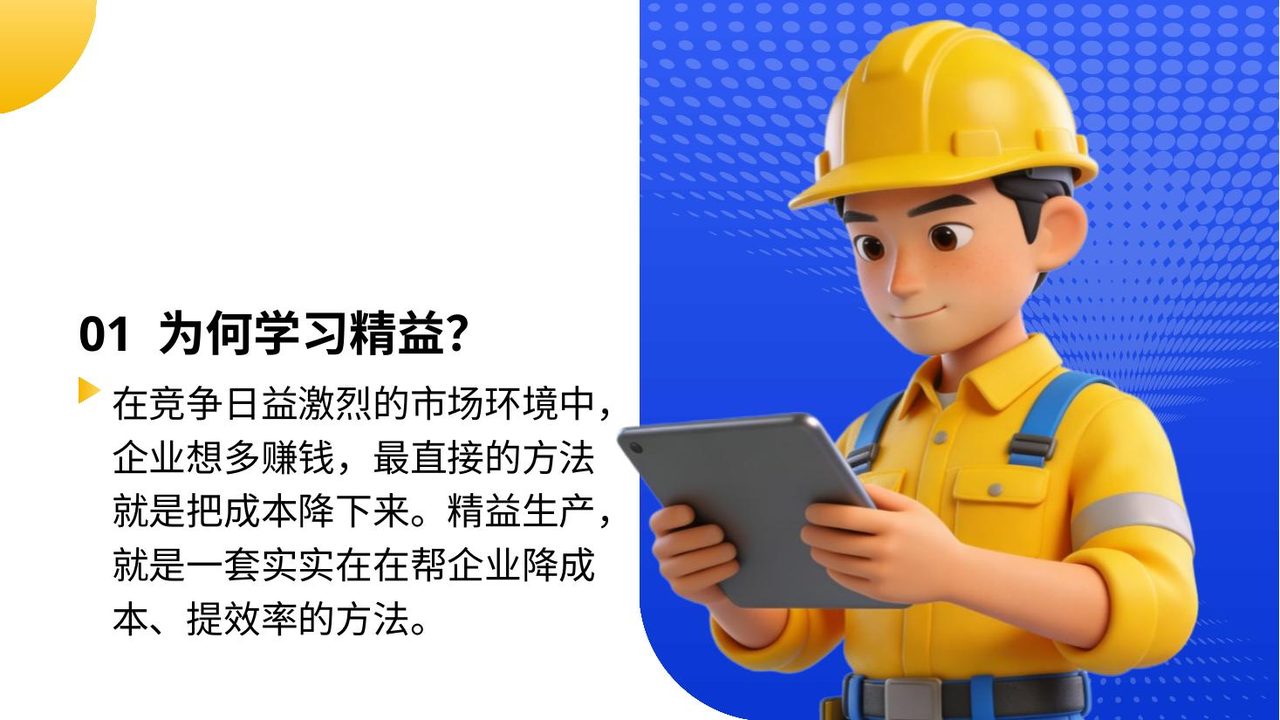 01 为何学习精益？
在竞争日益激烈的市场环境中，
企业想多赚钱，最直接的方法
就是把成本降下来。精益生产，
就是一套实实在在帮企业降成
本、提效率的方法。